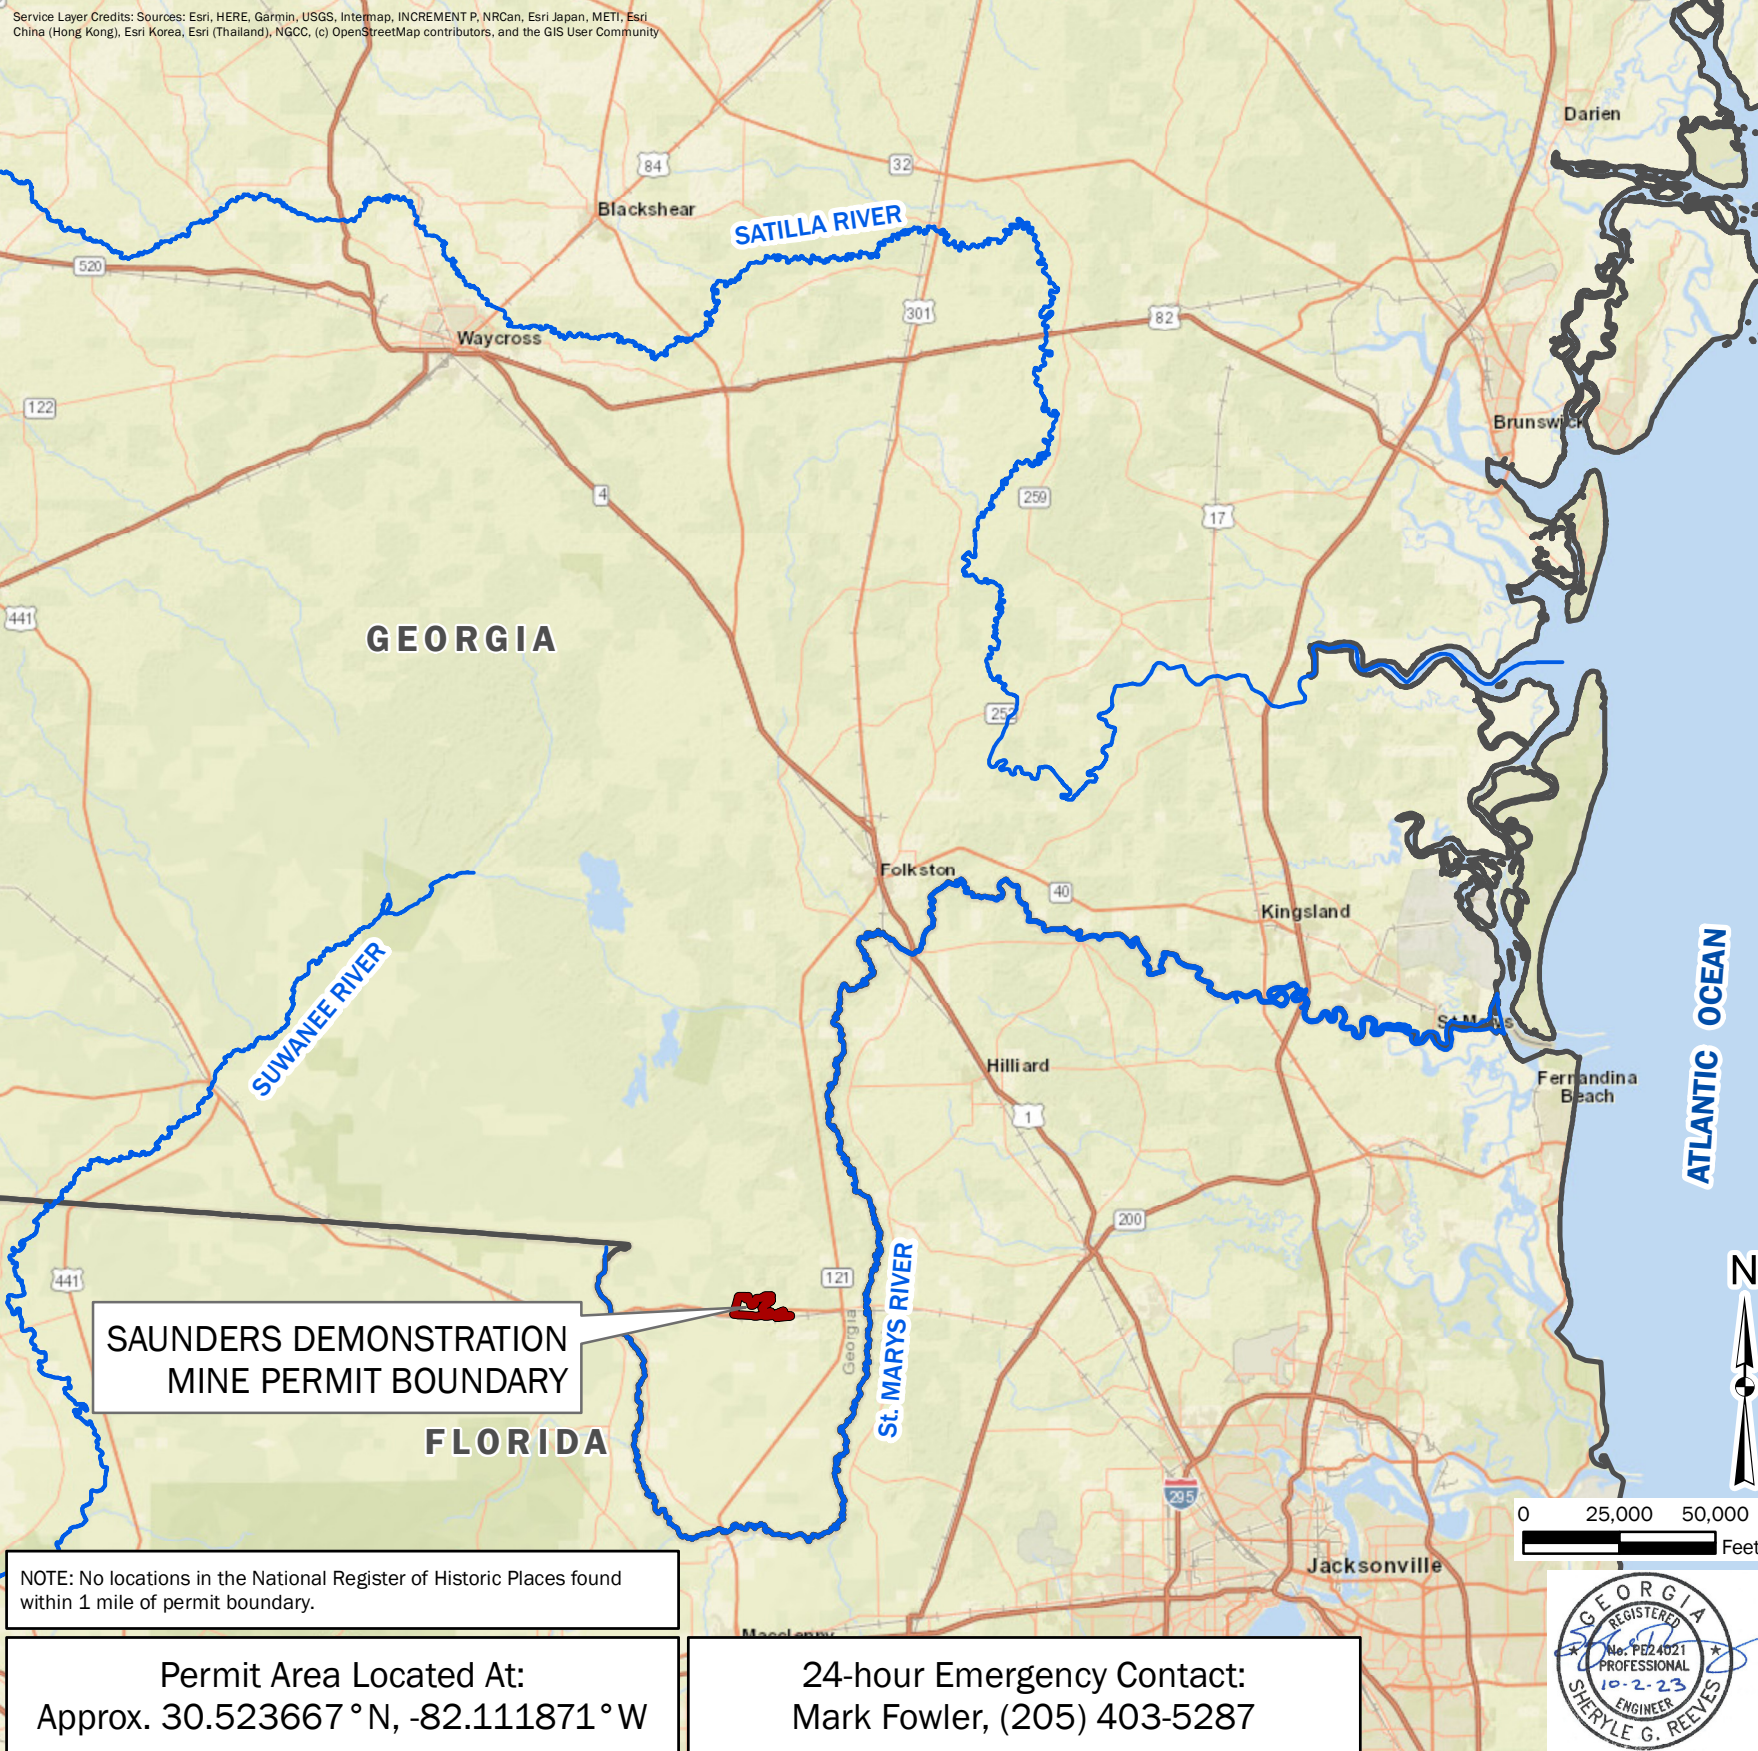 Service Layer Credits: Sources: Esri, HERE, Garmin, USGS, Intermap, INCREMENT P, NRCan, Esri Japan, METI, Esri
China (Hong Kong), Esri Korea, Esri (Thailand), NGCC, (c) OpenStreetMap contributors, and the GIS User Community
Darien
84
32
Blackshear
SATILLA RIVER
520
301
82
Waycross
122
Brunswick
4
259
17
441
GEORGIA
252
Folkston
40
Kingsland
SUWANEE RIVER
ATLANTIC OCEAN
St Marys
Hilliard
Fernandina
Beach
1
200
N
441
121
St. MARYS RIVER
Georgia
SAUNDERS DEMONSTRATION
MINE PERMIT BOUNDARY
FLORIDA
295
0 25,000 50,000
Feet
Jacksonville
NOTE: No locations in the National Register of Historic Places found
within 1 mile of permit boundary.
Macclenny
Permit Area Located At:
Approx. 30.523667°N, -82.111871°W
24-hour Emergency Contact:
Mark Fowler, (205) 403-5287
GEORGIA
REGISTERED
No. PE24021
PROFESSIONAL
10-2-23
ENGINEER
SHERYLE G. REEVES